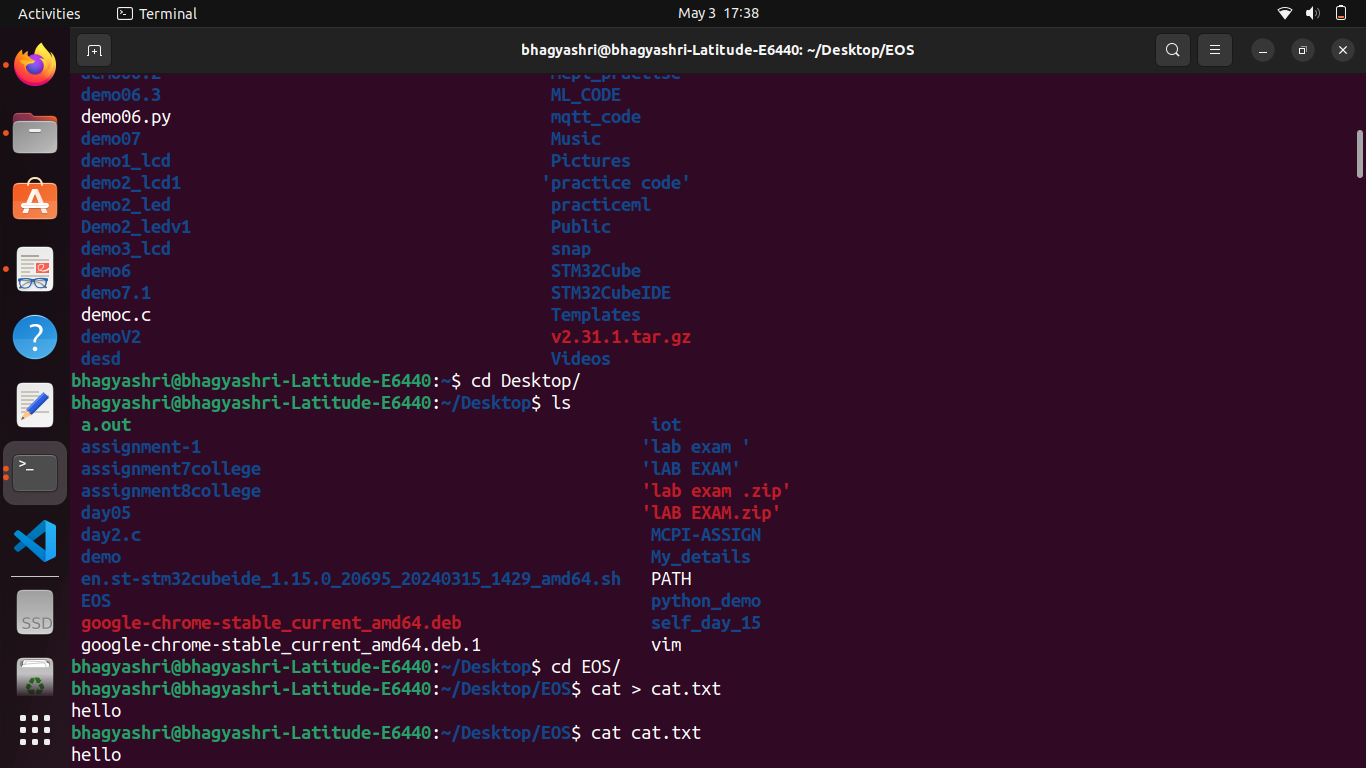 Activities Terminal May 3 17:38
bhagyashri@bhagyashri-Latitude-E6440: ~/Desktop/EOS
demo06.2 Mcpi_practise
demo06.3 ML_CODE
demo06.py mqtt_code
demo07 Music
demo1_lcd Pictures
demo2_lcd1 'practice code'
demo2_led practiceml
Demo2_ledv1 Public
demo3_lcd snap
demo6 STM32Cube
demo7.1 STM32CubeIDE
democ.c Templates
demoV2 v2.31.1.tar.gz
desd Videos
bhagyashri@bhagyashri-Latitude-E6440:~$ cd Desktop/
bhagyashri@bhagyashri-Latitude-E6440:~/Desktop$ ls
a.out iot
assignment-1 'lab exam '
assignment7college 'lAB EXAM'
assignment8college 'lab exam .zip'
day05 'lAB EXAM.zip'
day2.c MCPI-ASSIGN
demo My_details
en.st-stm32cubeide_1.15.0_20695_20240315_1429_amd64.sh PATH
EOS python_demo
google-chrome-stable_current_amd64.deb self_day_15
google-chrome-stable_current_amd64.deb.1 vim
bhagyashri@bhagyashri-Latitude-E6440:~/Desktop$ cd EOS/
bhagyashri@bhagyashri-Latitude-E6440:~/Desktop/EOS$ cat > cat.txt
hello
bhagyashri@bhagyashri-Latitude-E6440:~/Desktop/EOS$ cat cat.txt
hello
>_
SSD